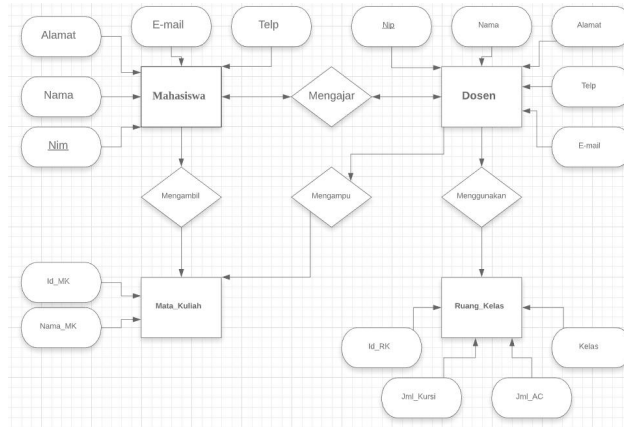 E-mail
Telp
Nip
Nama
Alamat
Alamat
Nama
Mahasiswa
Mengajar
Dosen
Telp
Nim
E-mail
Mengambil
Mengampu
Menggunakan
Id_MK
Mata_Kuliah
Nama_MK
Ruang_Kelas
Id_RK
Kelas
Jml_Kursi
Jml_AC